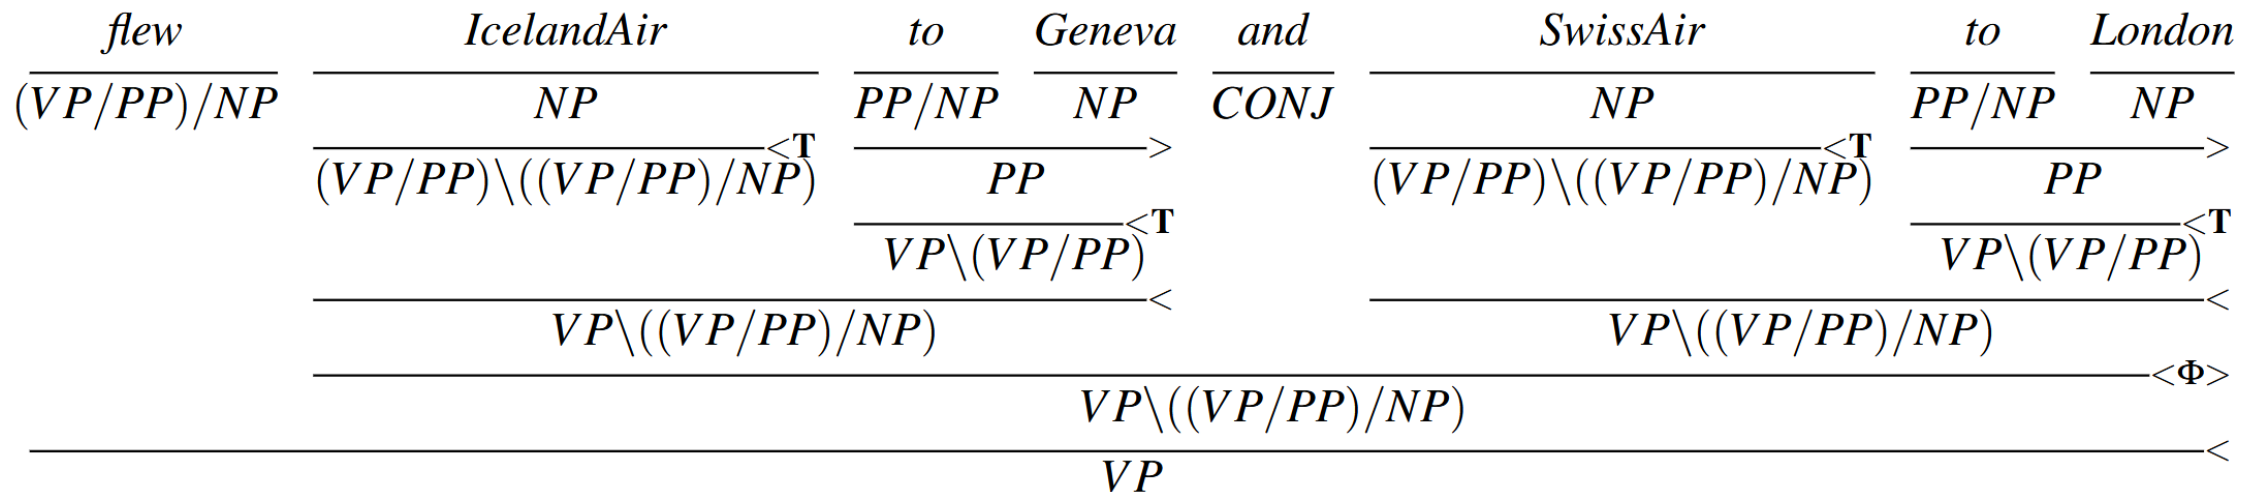 flew IcelandAir to Geneva and SwissAir to London
(VP/PP)/NP NP PP/NP NP CONJ NP PP/NP NP
<T > <T >
(VP/PP)\((VP/PP)/NP) PP (VP/PP)\((VP/PP)/NP) PP
<T <T
VP\(VP/PP) VP\(VP/PP)
< <
VP\((VP/PP)/NP) VP\((VP/PP)/NP)
<Φ>
VP\((VP/PP)/NP)
<
VP